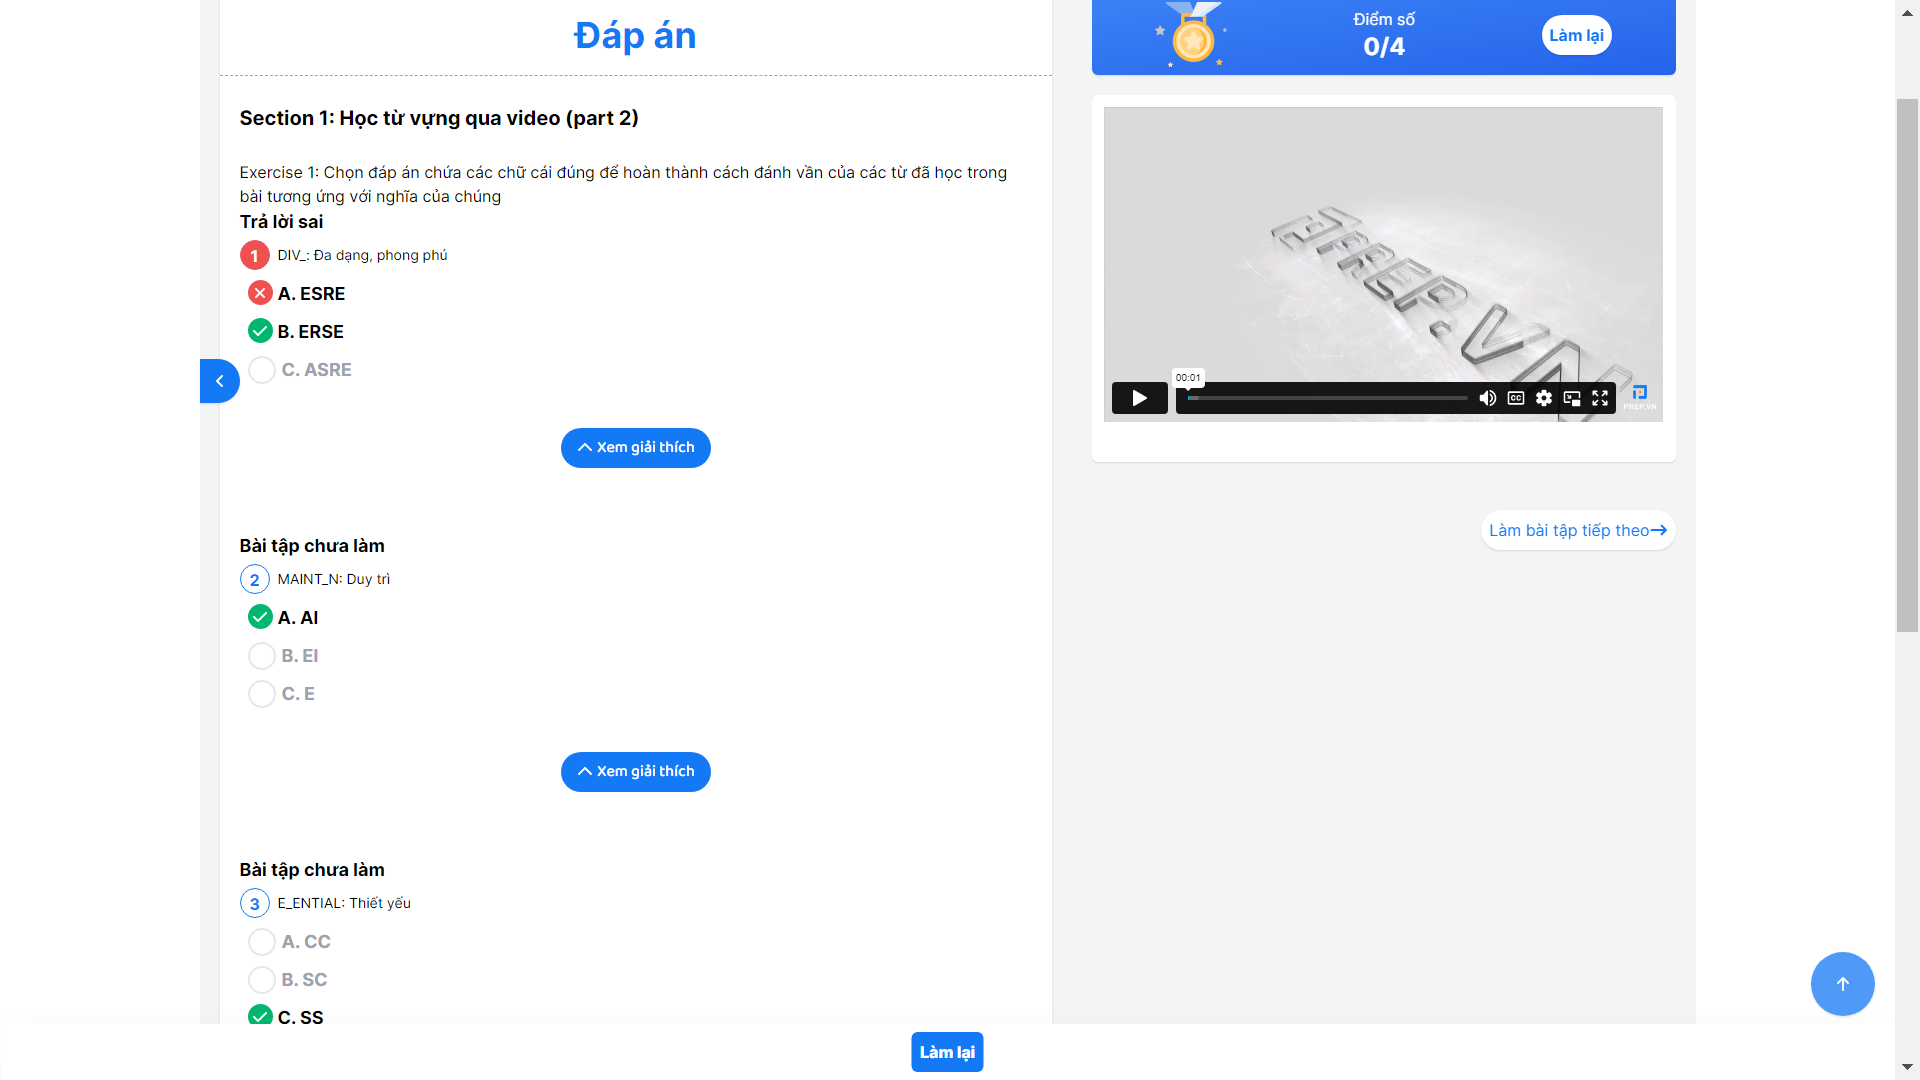 Đáp án
Section 1: Học từ vựng qua video (part 2)
Exercise 1: Chọn đáp án chứa các chữ cái đúng để hoàn thành cách đánh vần của các từ đã học trong
bài tương ứng với nghĩa của chúng
Trả lời sai
1 DIV_: Đa dạng, phong phú
A. ESRE
B. ERSE
C. ASRE
Xem giải thích
Bài tập chưa làm
2 MAINT_N: Duy trì
A. AI
B. EI
C. E
Xem giải thích
Bài tập chưa làm
3 E_ENTIAL: Thiết yếu
A. CC
B. SC
C. SS
Làm lại
Điểm số
0/4
Làm lại
PREP.VN
00:01
CC
PREP.VN
Làm bài tập tiếp theo